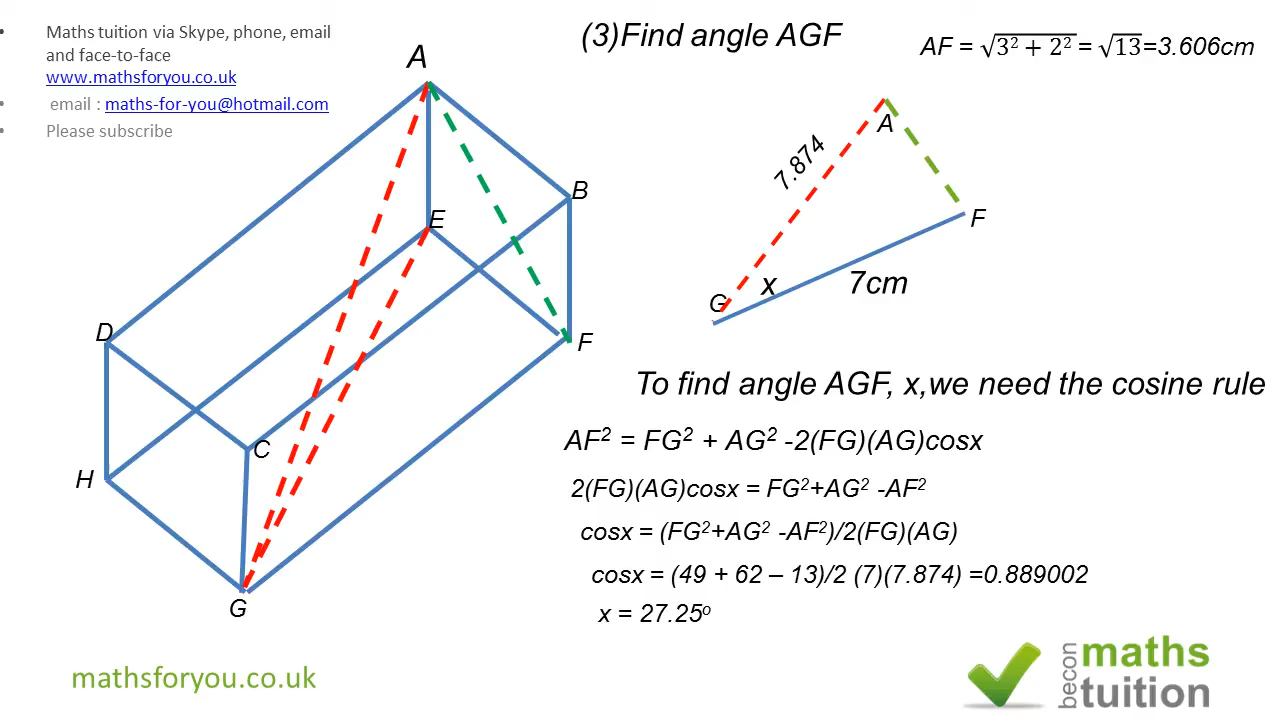 • Maths tuition via Skype, phone, email
and face-to-face
www.mathsforyou.co.uk
• email : maths-for-you@hotmail.com
• Please subscribe
(3)Find angle AGF
AF = √(3² + 2²) = √13=3.606cm
A
B
E
D
F
C
H
G
A
7.874
F
G
x
7cm
To find angle AGF, x,we need the cosine rule
AF² = FG² + AG² -2(FG)(AG)cosx
2(FG)(AG)cosx = FG²+AG² -AF²
cosx = (FG²+AG² -AF²)/2(FG)(AG)
cosx = (49 + 62 – 13)/2 (7)(7.874) =0.889002
x = 27.25º
mathsforyou.co.uk
becon
maths
tuition